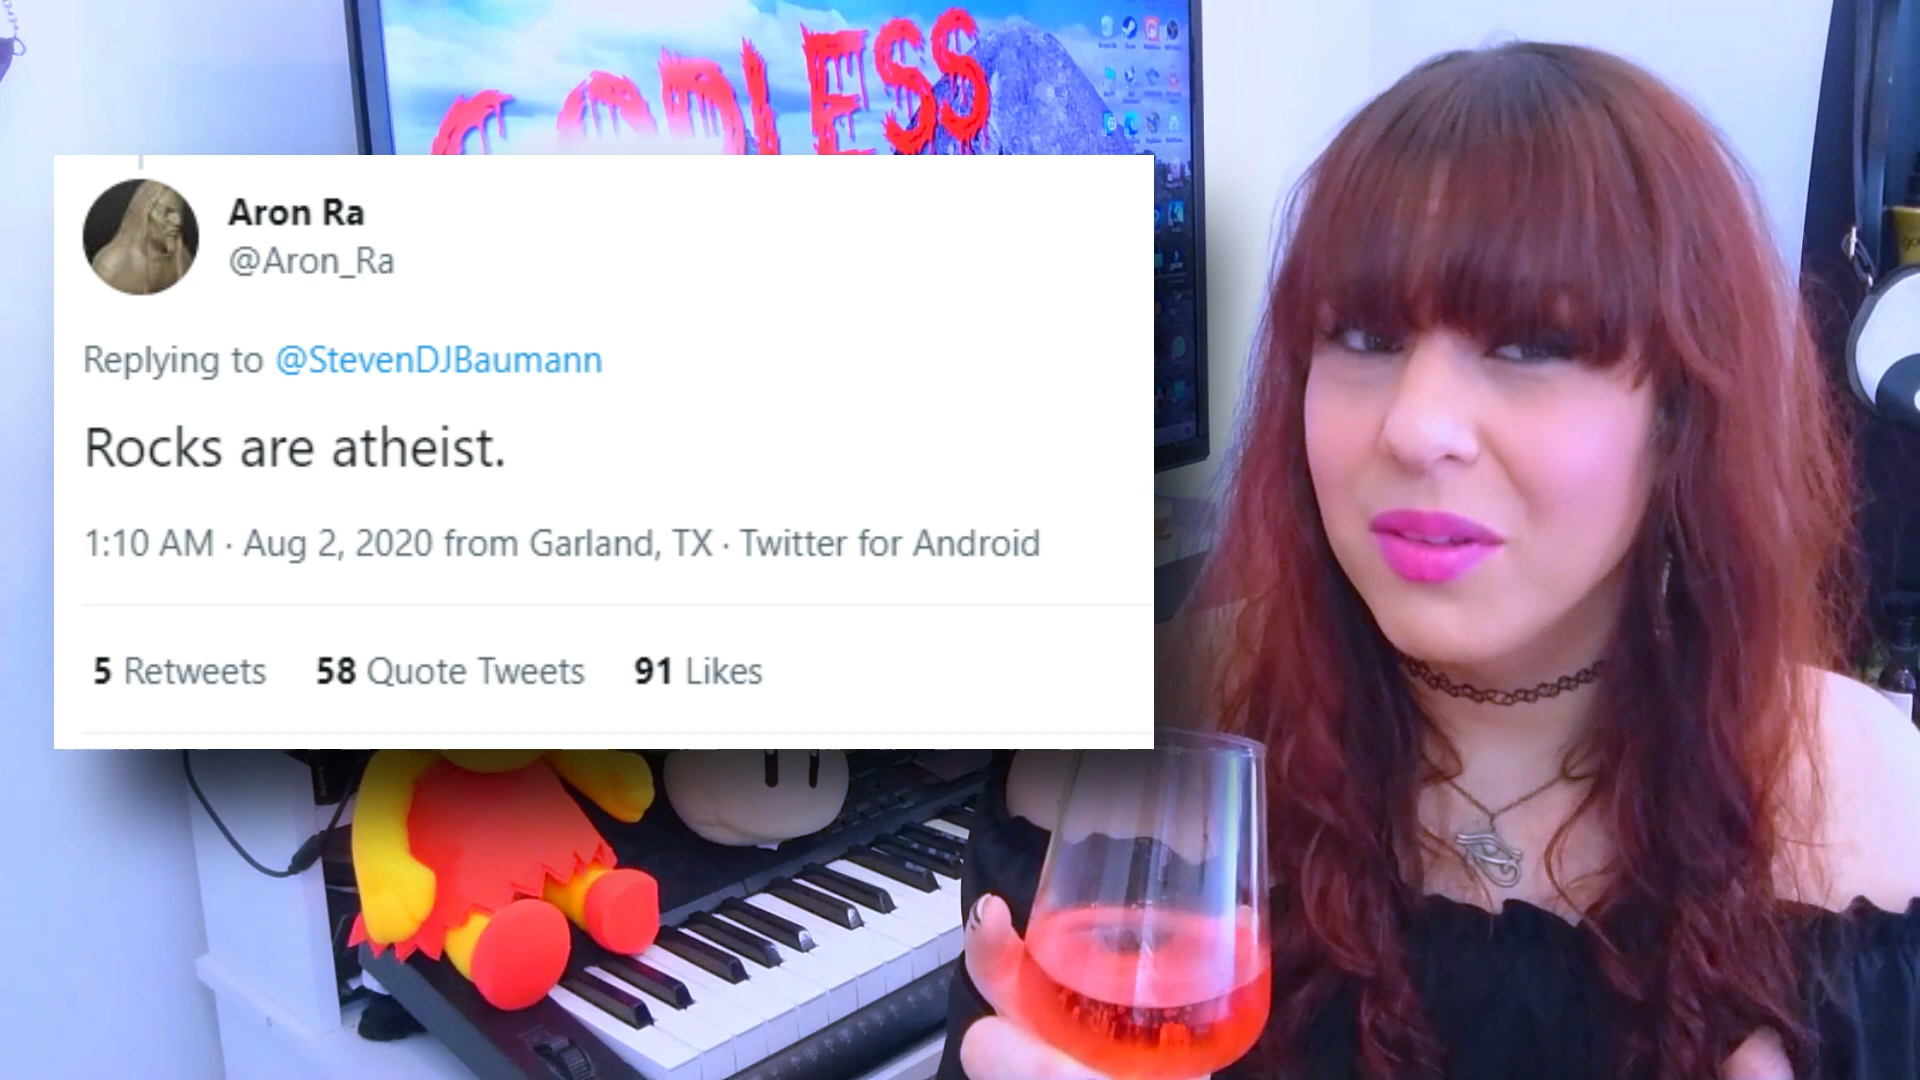 GODLESS
Aron Ra
@Aron_Ra
Replying to @StevenDJBaumann
Rocks are atheist.
1:10 AM · Aug 2, 2020 from Garland, TX · Twitter for Android
5 Retweets 58 Quote Tweets 91 Likes